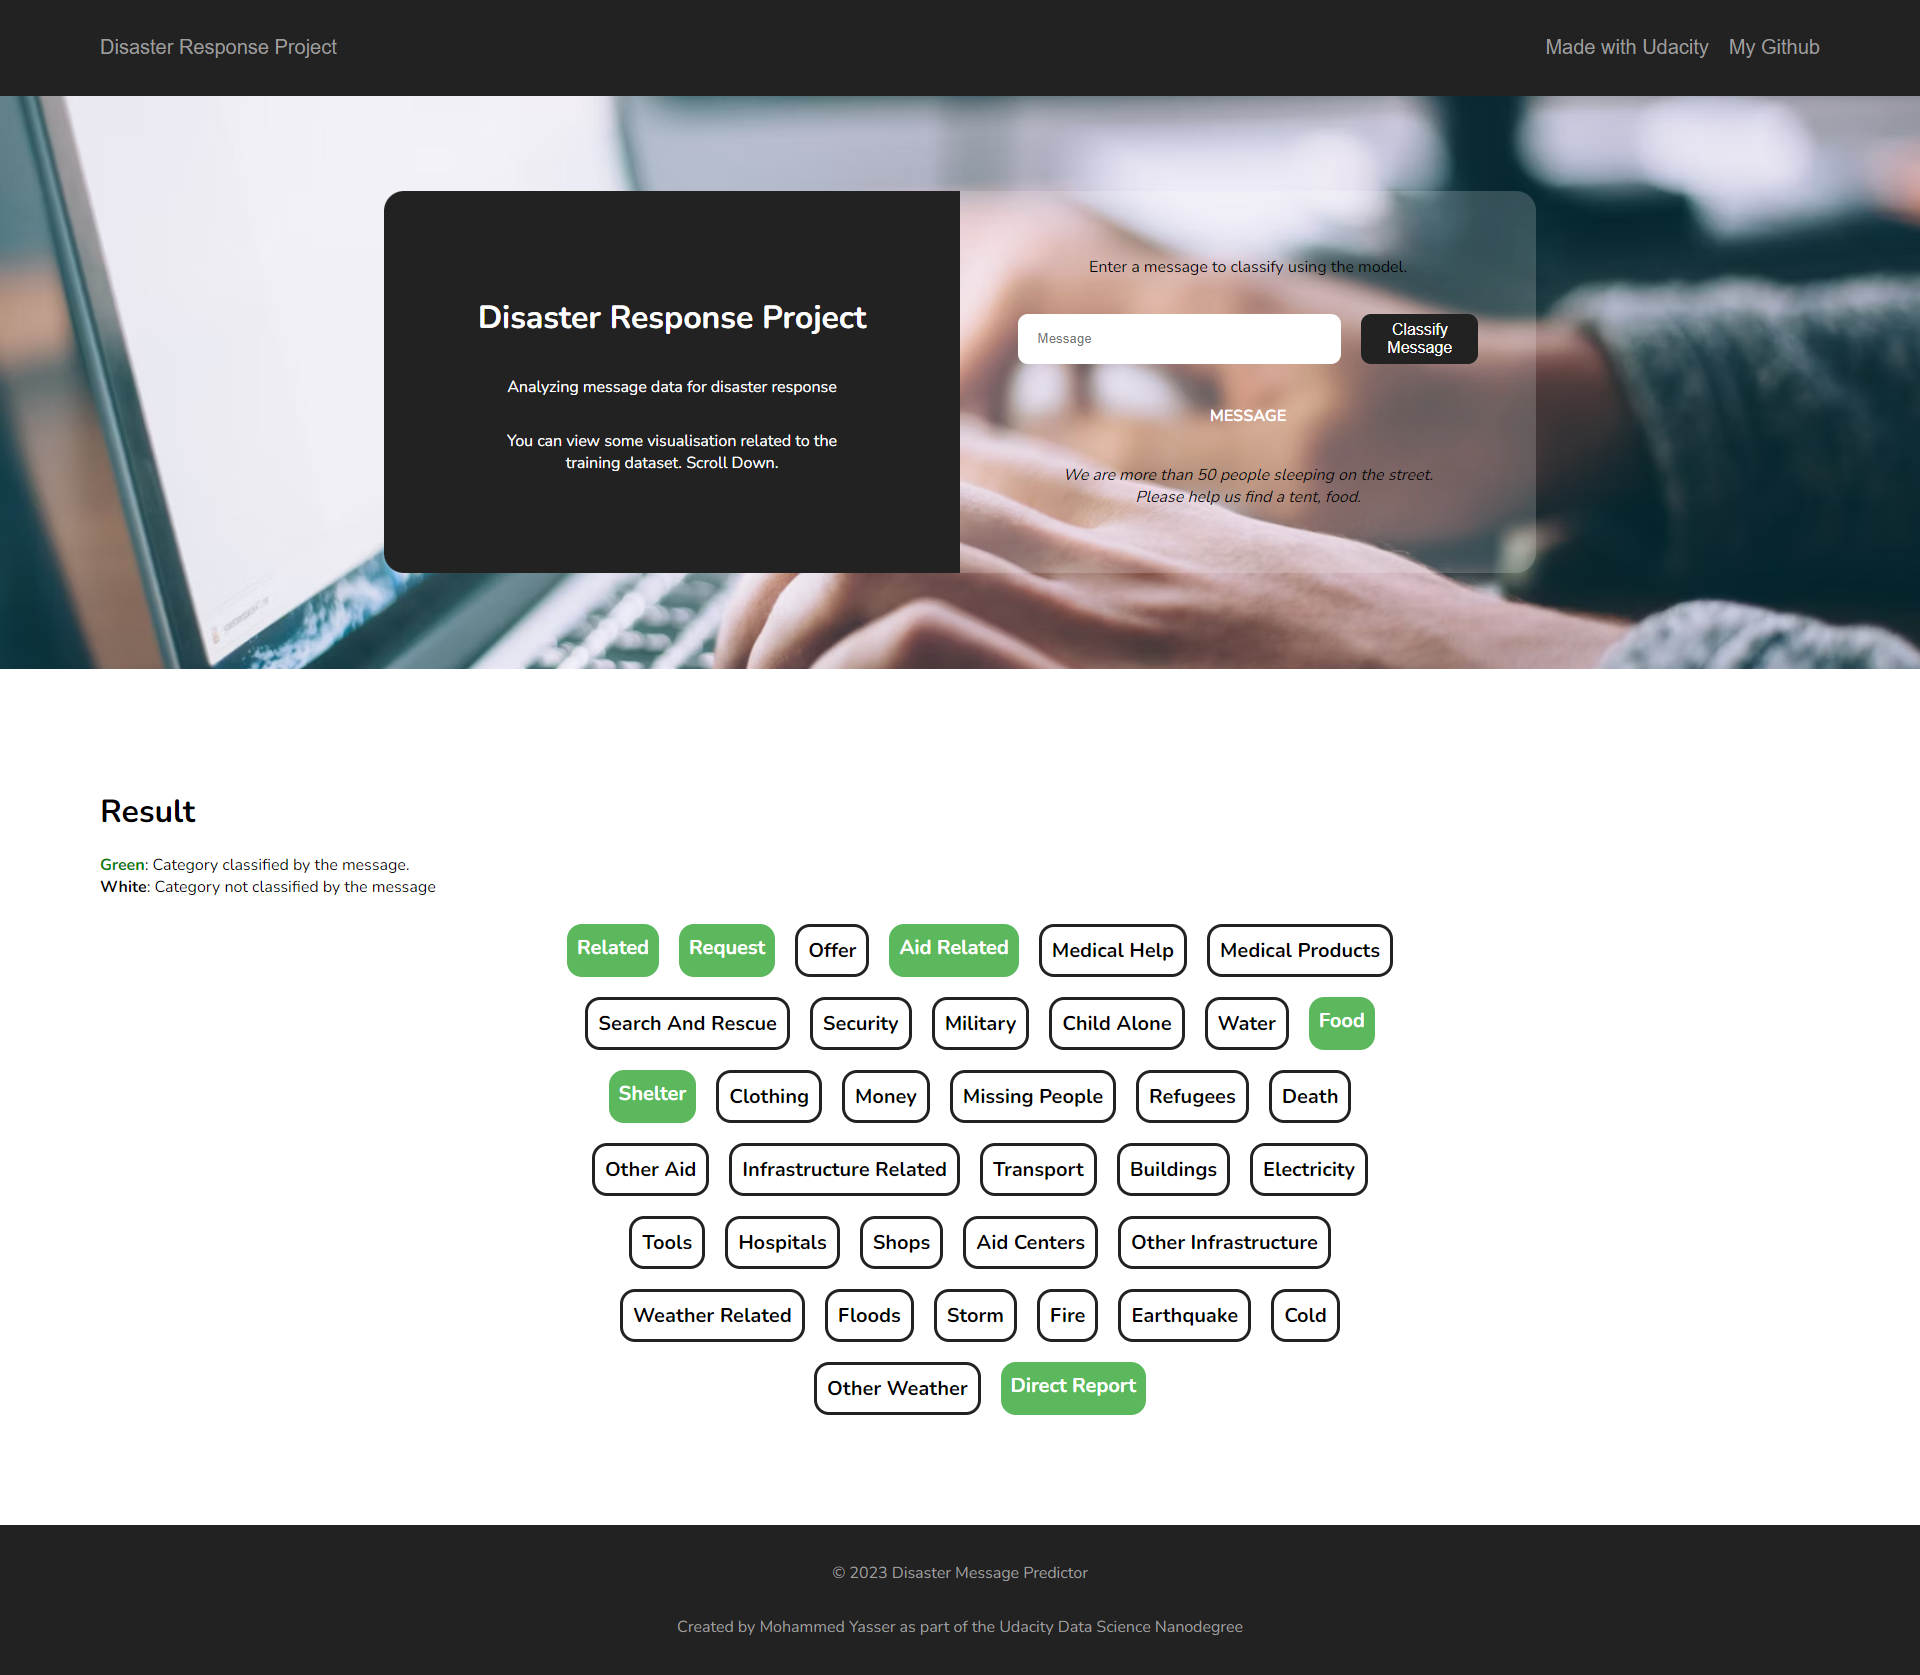 Disaster Response Project
Made with Udacity
My Github
Disaster Response Project
Analyzing message data for disaster response
You can view some visualisation related to the
training dataset. Scroll Down.
Enter a message to classify using the model.
Message
Classify
Message
MESSAGE
We are more than 50 people sleeping on the street.
Please help us find a tent, food.
Result
Green: Category classified by the message.
White: Category not classified by the message
Related Request Offer Aid Related Medical Help Medical Products
Search And Rescue Security Military Child Alone Water Food
Shelter Clothing Money Missing People Refugees Death
Other Aid Infrastructure Related Transport Buildings Electricity
Tools Hospitals Shops Aid Centers Other Infrastructure
Weather Related Floods Storm Fire Earthquake Cold
Other Weather Direct Report
© 2023 Disaster Message Predictor
Created by Mohammed Yasser as part of the Udacity Data Science Nanodegree